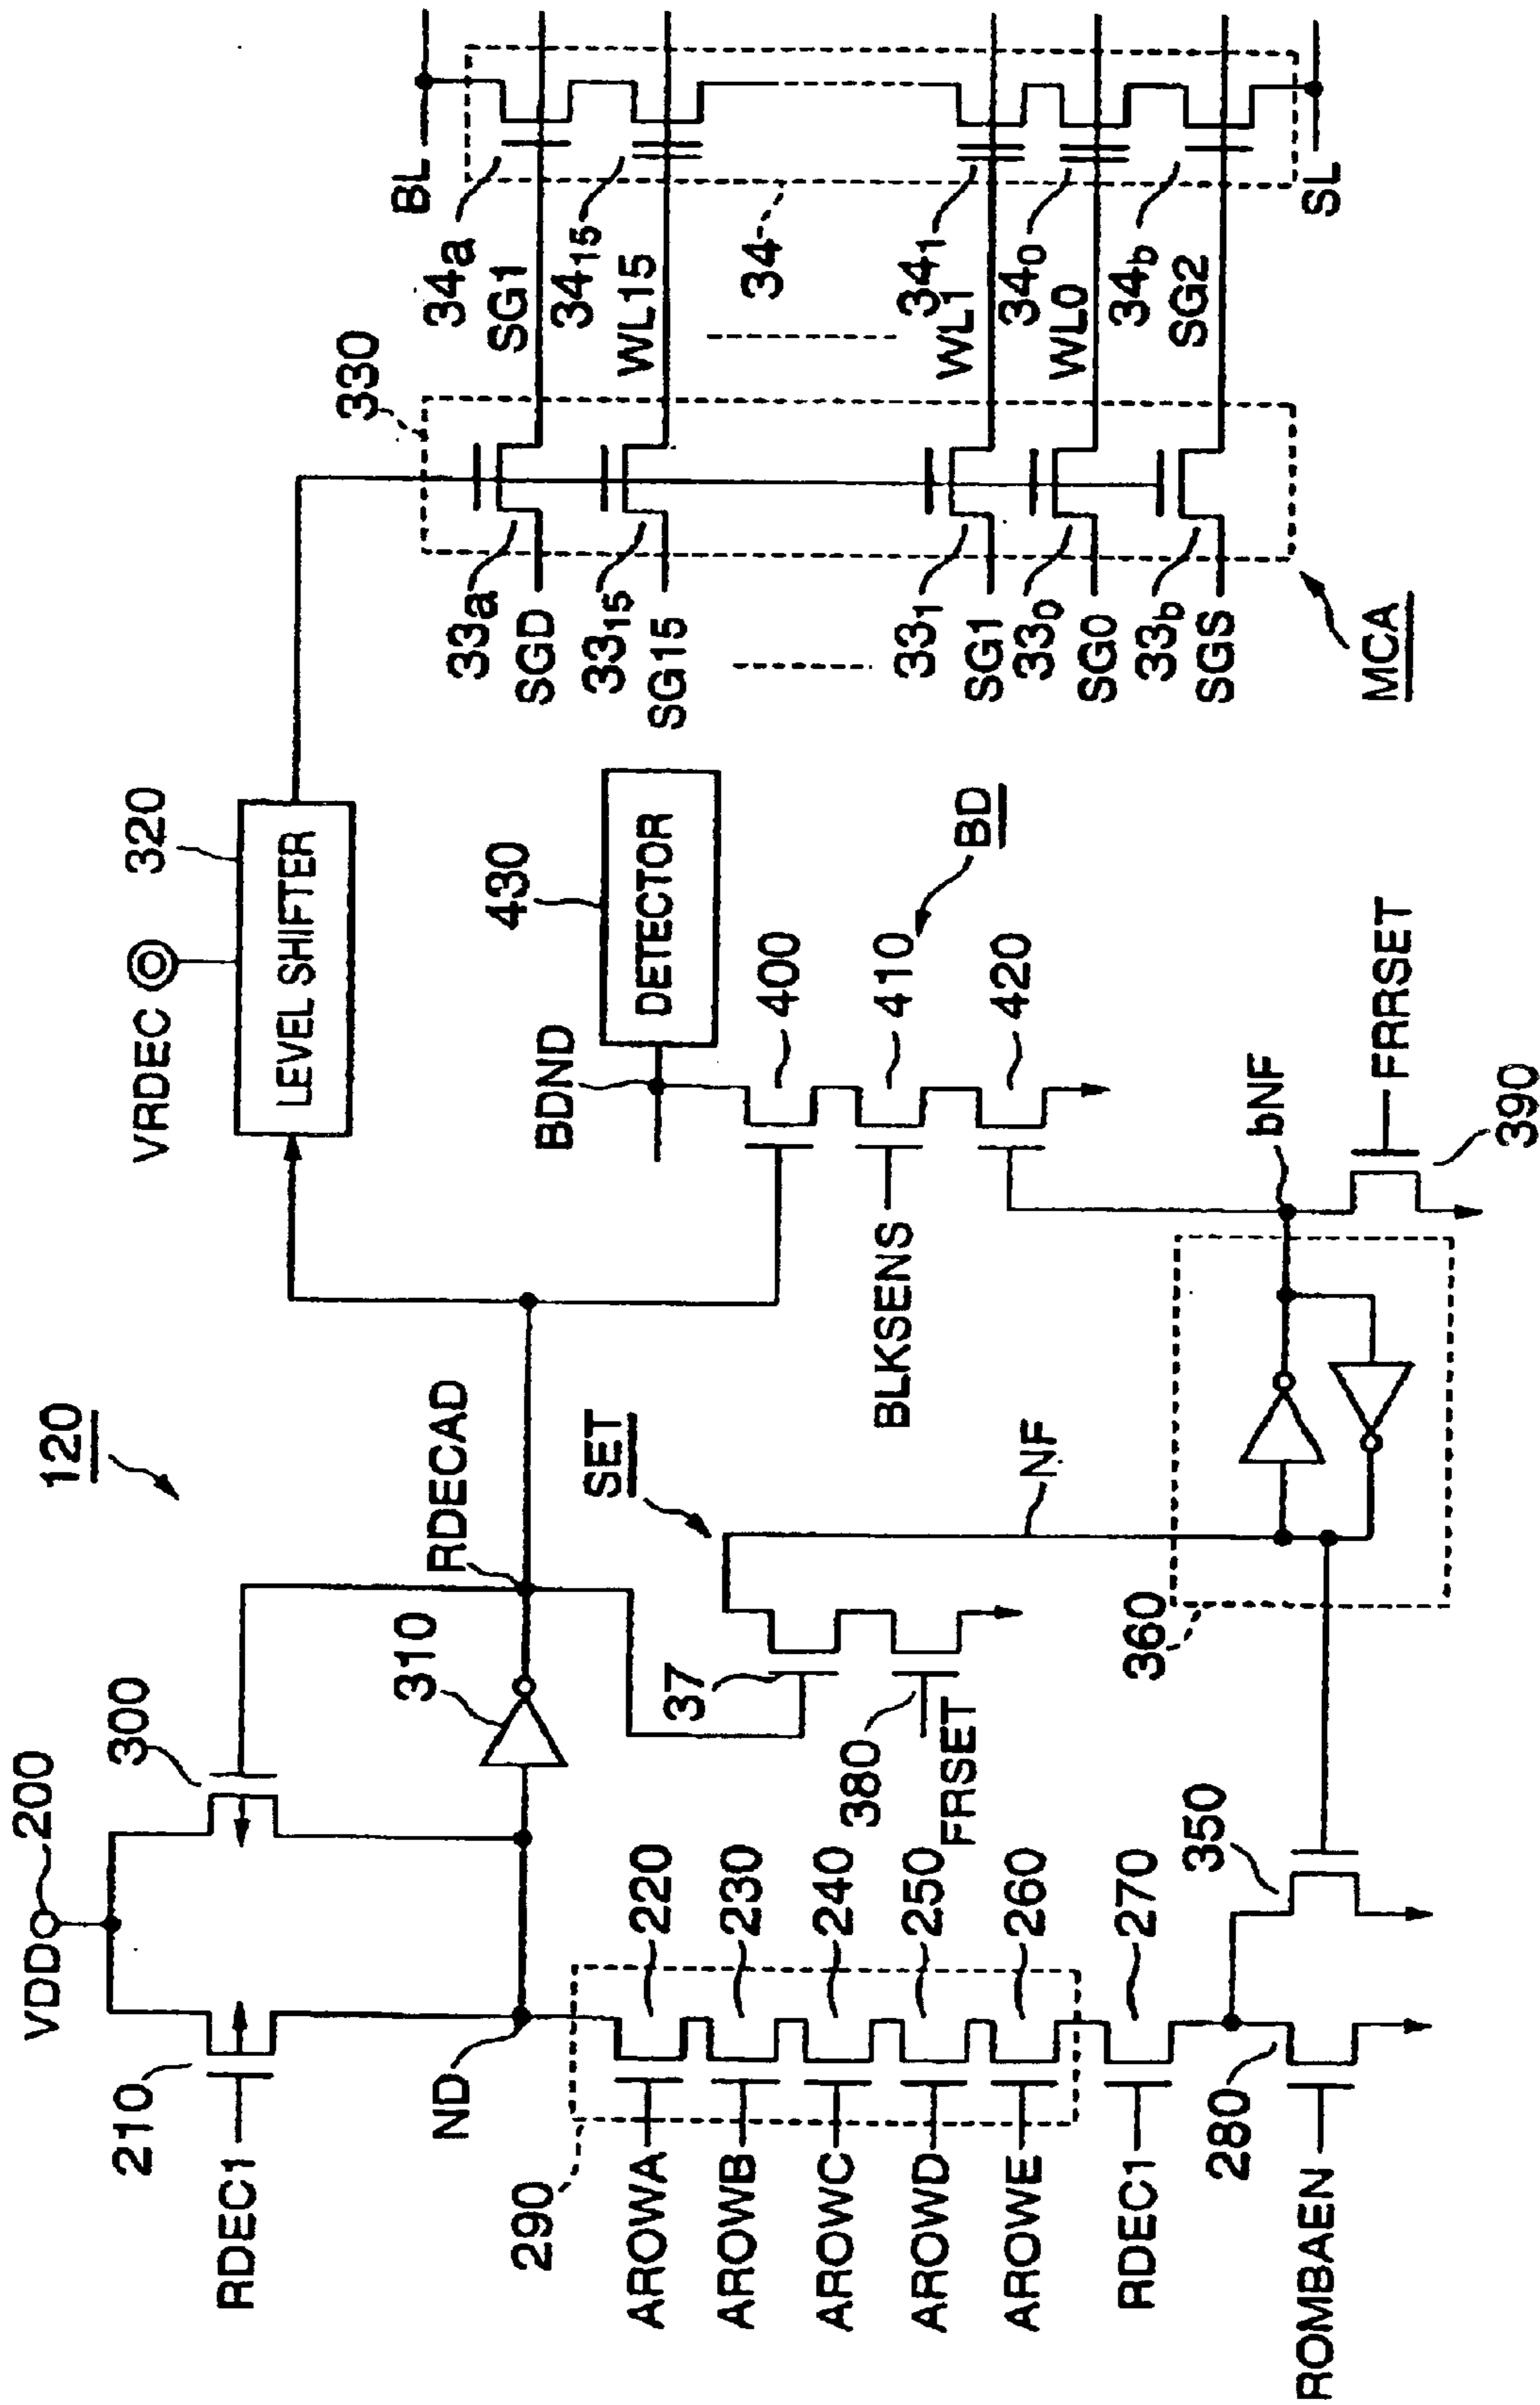 120
VDD
200
210
RDEC1
300
310
ND
RDECAD
290
AROWA
220
AROWB
230
AROWC
240
AROWD
250
AROWE
260
RDEC1
270
280
ROMBAEN
350
37
380
FRSET
SET
NF
360
bNF
FRRSET
390
VRDEC
320
LEVEL SHIFTER
BDND
430
DETECTOR
400
BLKSENS
410
420
BD
330
33a
SGD
3315
SG15
331
SG1
330
SG0
33b
SGS
MCA
BL
34a
SG1
3415
WL15
34
341
WL1
340
WL0
34b
SG2
SL